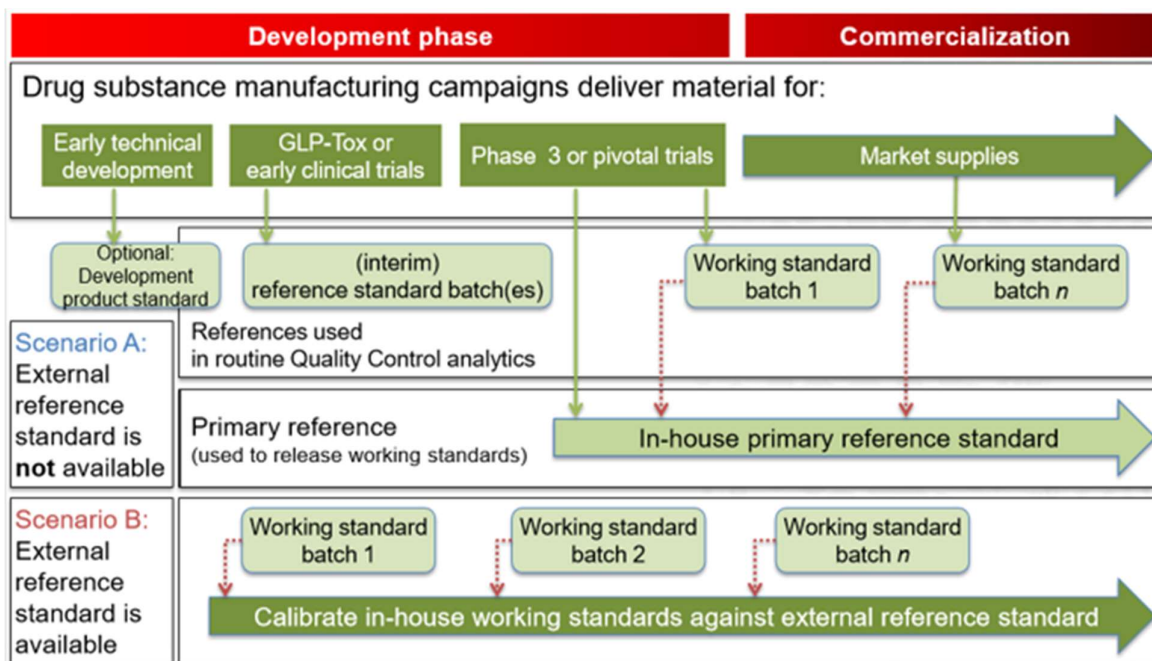 Development phase
Commercialization
Drug substance manufacturing campaigns deliver material for:
Early technical
development
GLP-Tox or
early clinical trials
Phase 3 or pivotal trials
Market supplies
Optional:
Development
product standard
(interim)
reference standard batch(es)
Working standard
batch 1
Working standard
batch n
References used
in routine Quality Control analytics
Scenario A:
External
reference
standard is
not available
Primary reference
(used to release working standards)
In-house primary reference standard
Scenario B:
External
reference
standard is
available
Working standard
batch 1
Working standard
batch 2
Working standard
batch n
Calibrate in-house working standards against external reference standard